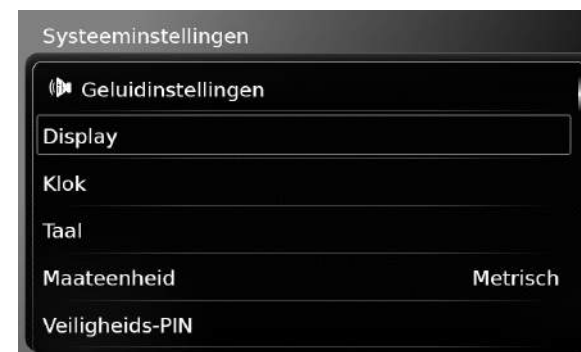 Systeeminstellingen
Geluidinstellingen
Display
Klok
Taal
Maateenheid Metrisch
Veiligheids-PIN